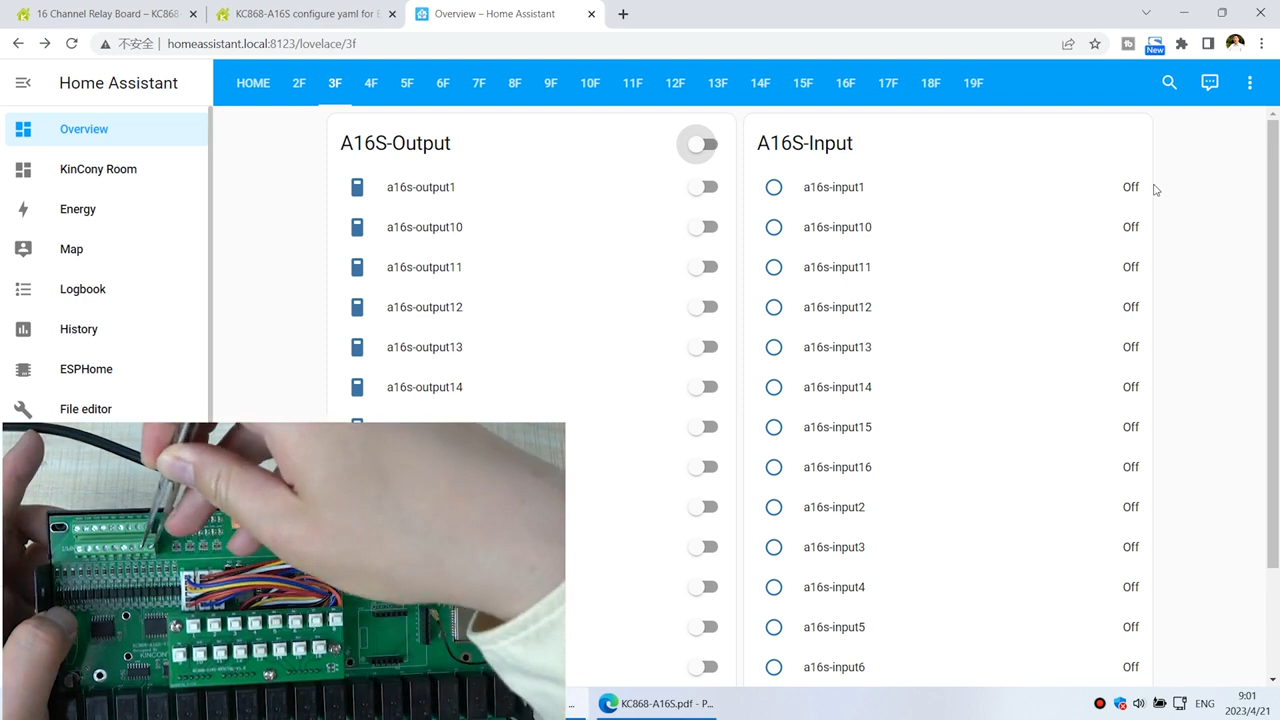 16 Channel Relay Board – KC868
KC868-A16S configure yaml for E
Overview – Home Assistant
不安全
homeassistant.local:8123/lovelace/3f
New
Home Assistant
HOME 2F 3F 4F 5F 6F 7F 8F 9F 10F 11F 12F 13F 14F 15F 16F 17F 18F 19F
Overview
KinCony Room
Energy
Map
Logbook
History
ESPHome
File editor
A16S-Output
a16s-output1
a16s-output10
a16s-output11
a16s-output12
a16s-output13
a16s-output14
A16S-Input
a16s-input1 Off
a16s-input10 Off
a16s-input11 Off
a16s-input12 Off
a16s-input13 Off
a16s-input14 Off
a16s-input15 Off
a16s-input16 Off
a16s-input2 Off
a16s-input3 Off
a16s-input4 Off
a16s-input5 Off
a16s-input6 Off
... KC868-A16S.pdf - P...
ENG
9:01
2023/4/21